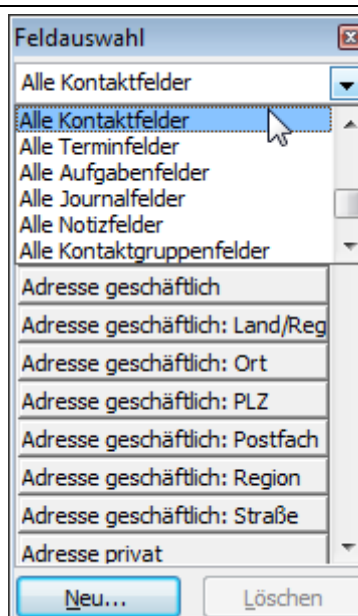 Feldauswahl
Alle Kontaktfelder
Alle Kontaktfelder
Alle Terminfelder
Alle Aufgabenfelder
Alle Journalfelder
Alle Notizfelder
Alle Kontaktgruppenfelder
Adresse geschäftlich
Adresse geschäftlich: Land/Reg
Adresse geschäftlich: Ort
Adresse geschäftlich: PLZ
Adresse geschäftlich: Postfach
Adresse geschäftlich: Region
Adresse geschäftlich: Straße
Adresse privat
Neu... Löschen